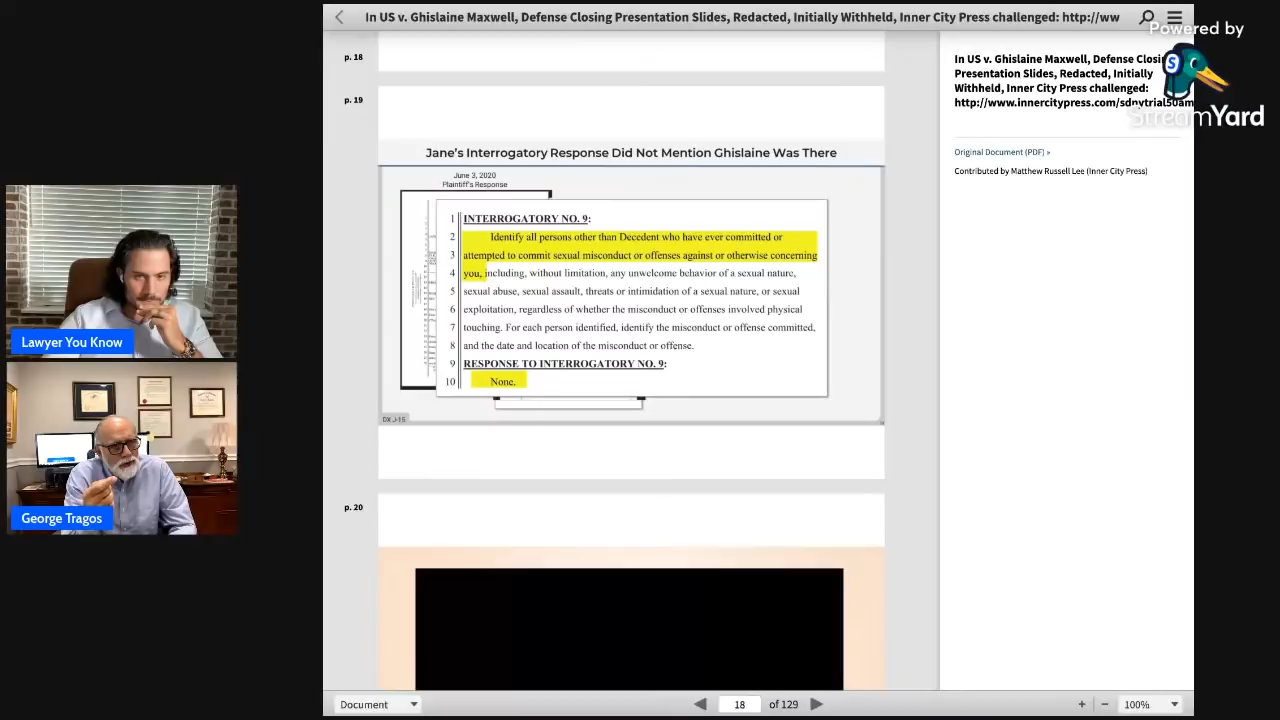 In US v. Ghislaine Maxwell, Defense Closing Presentation Slides, Redacted, Initially Withheld, Inner City Press challenged: http://ww
Powered by
StreamYard
p. 18
p. 19
Jane's Interrogatory Response Did Not Mention Ghislaine Was There
June 3, 2020
Plaintiff's Response
1 INTERROGATORY NO. 9:
2 Identify all persons other than Decedent who have ever committed or
3 attempted to commit sexual misconduct or offenses against or otherwise concerning
4 you, including, without limitation, any unwelcome behavior of a sexual nature,
5 sexual abuse, sexual assault, threats or intimidation of a sexual nature, or sexual
6 exploitation, regardless of whether the misconduct or offenses involved physical
7 touching. For each person identified, identify the misconduct or offense committed,
8 and the date and location of the misconduct or offense.
9 RESPONSE TO INTERROGATORY NO. 9:
10 None.
DX J-15
p. 20
In US v. Ghislaine Maxwell, Defense
Presentation Slides, Redacted, Initially
Withheld, Inner City Press challenged:
http://www.innercitypress.com/sdnytrial50am
Original Document (PDF) »
Contributed by Matthew Russell Lee (Inner City Press)
Lawyer You Know
George Tragos
Document
18 of 129
+ − 100%